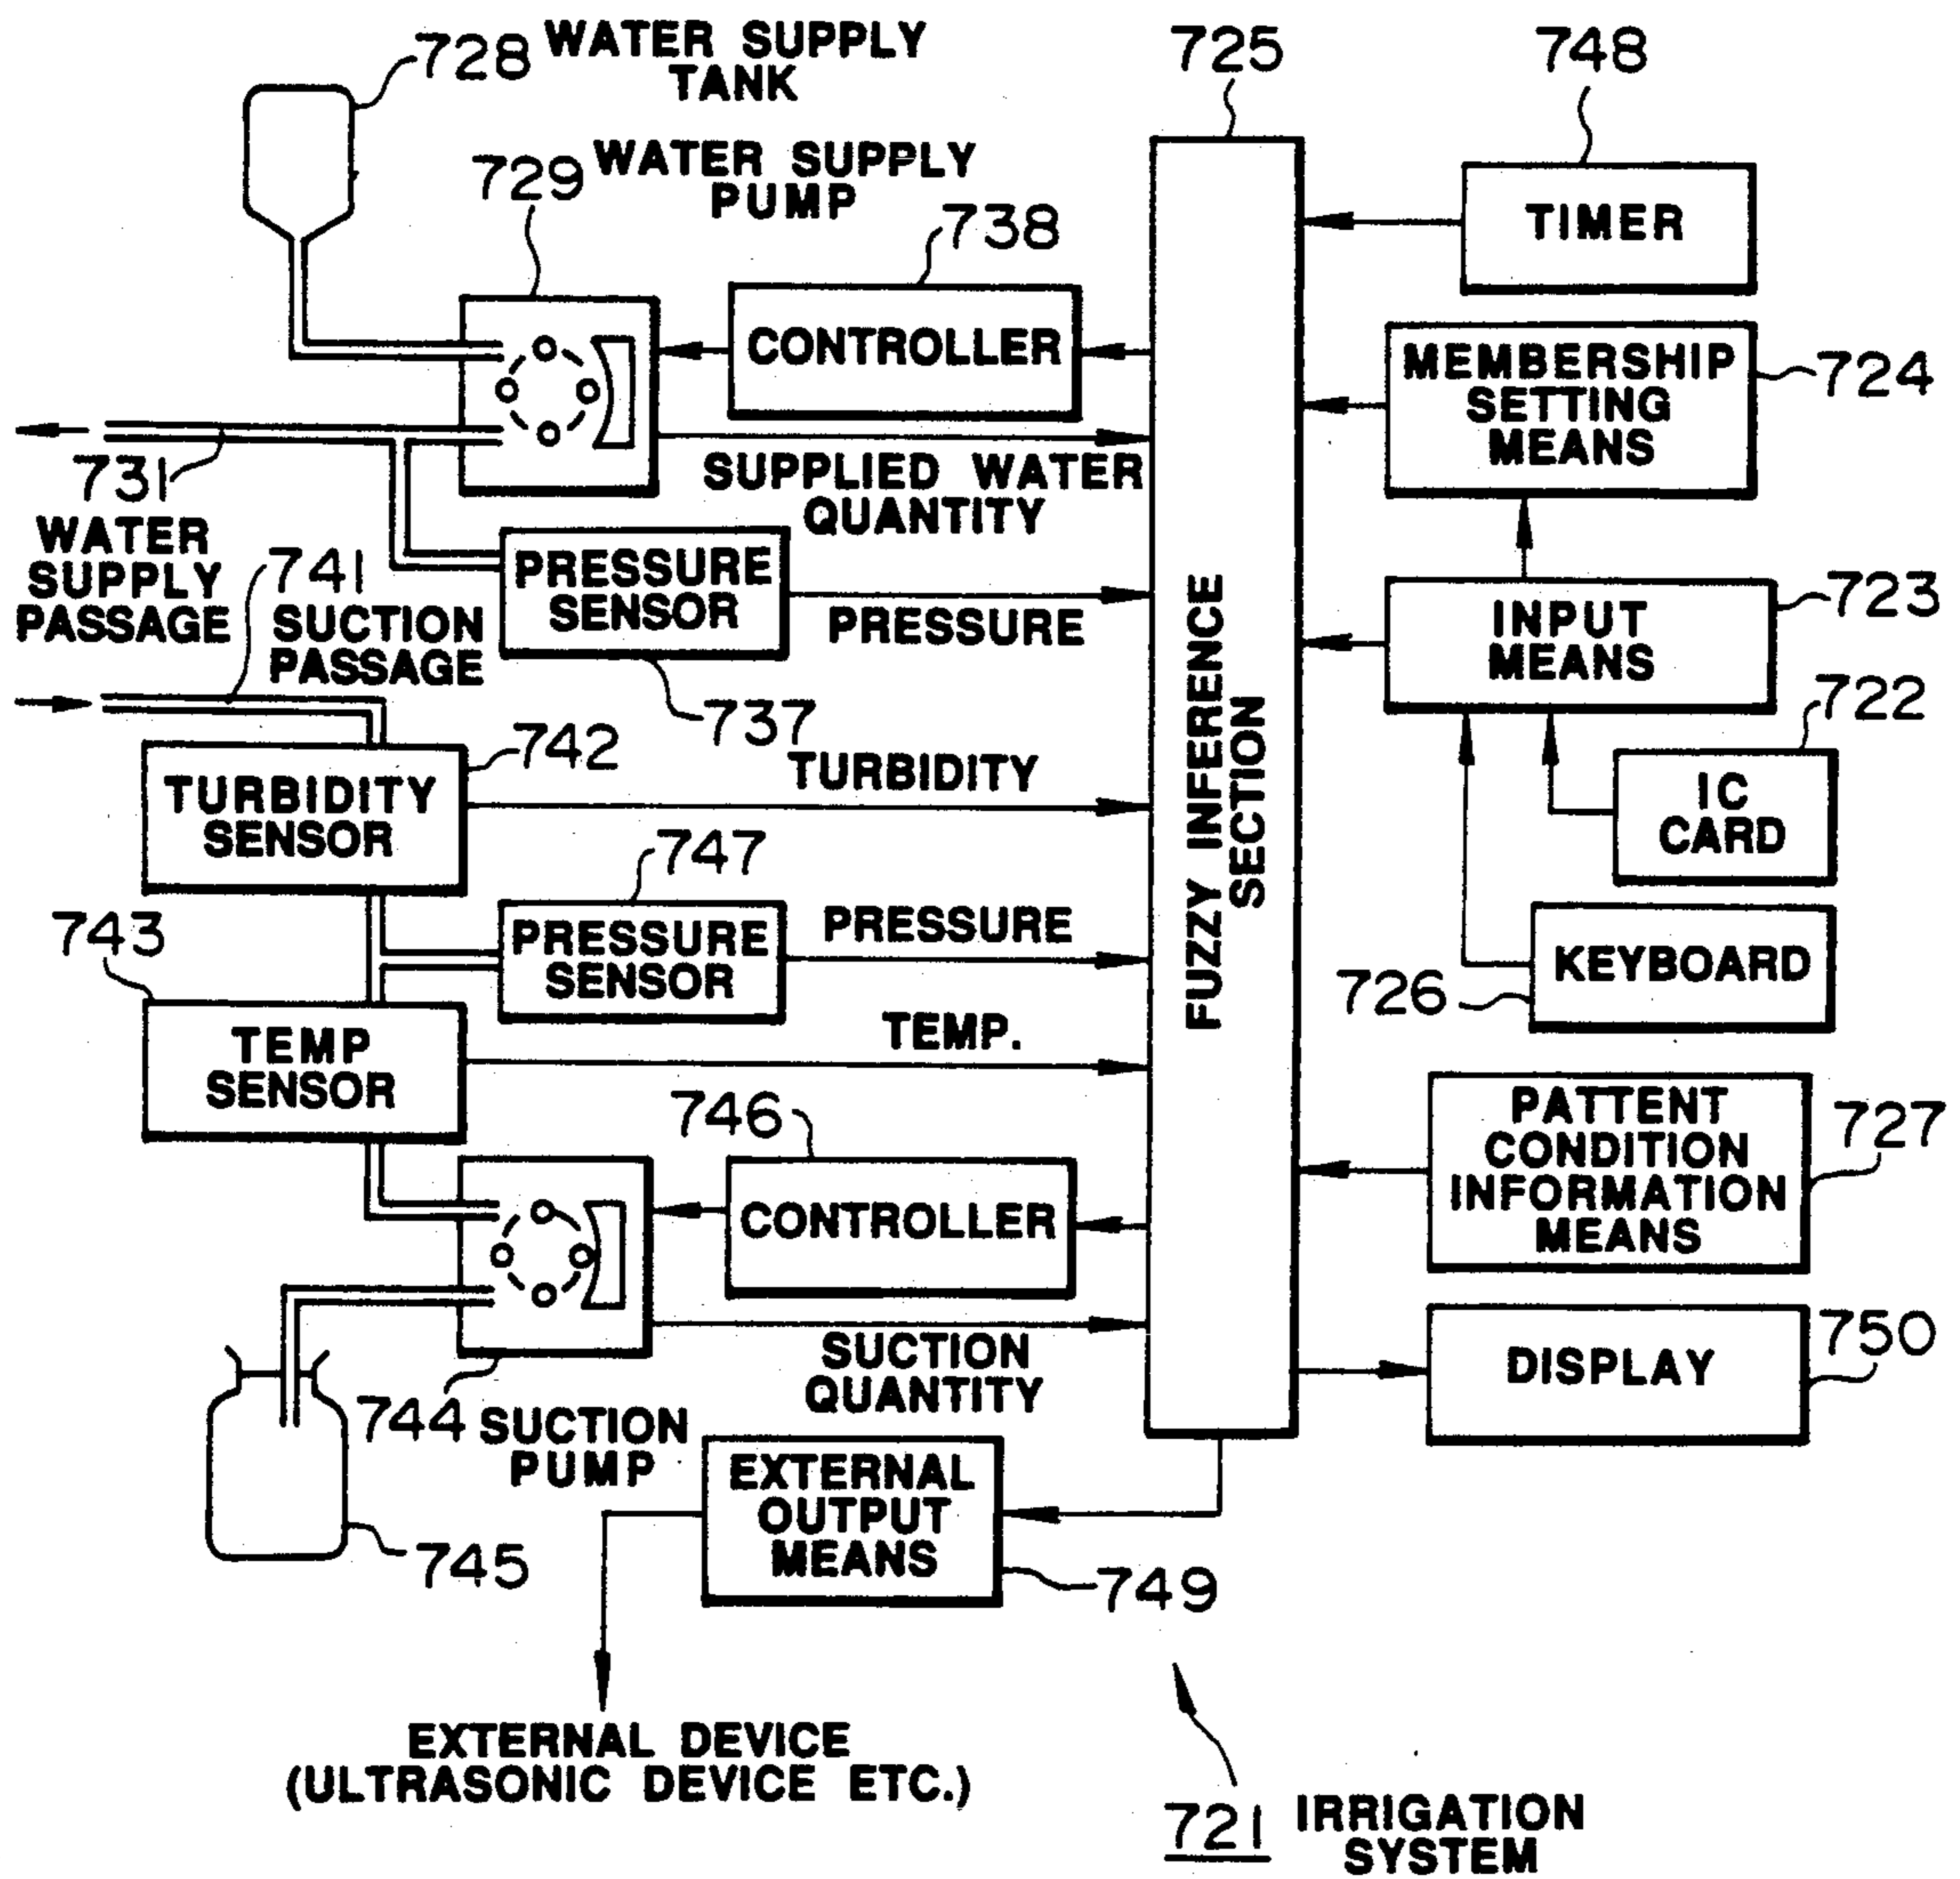 728 WATER SUPPLY
TANK
725
748
729 WATER SUPPLY
PUMP
738
TIMER
CONTROLLER
MEMBERSHIP
SETTING
MEANS
724
731
SUPPLIED WATER
QUANTITY
WATER
SUPPLY
PASSAGE
741
SUCTION
PASSAGE
PRESSURE
SENSOR
PRESSURE
737
INPUT
MEANS
723
722
742
TURBIDITY
SENSOR
TURBIDITY
FUZZY INFERENCE
SECTION
IC
CARD
747
743
PRESSURE
SENSOR
PRESSURE
KEYBOARD
726
TEMP
SENSOR
TEMP.
746
CONTROLLER
PATTENT
CONDITION
INFORMATION
MEANS
727
SUCTION
QUANTITY
DISPLAY
750
744 SUCTION
PUMP
745
EXTERNAL
OUTPUT
MEANS
749
EXTERNAL DEVICE
(ULTRASONIC DEVICE ETC.)
721 IRRIGATION
SYSTEM